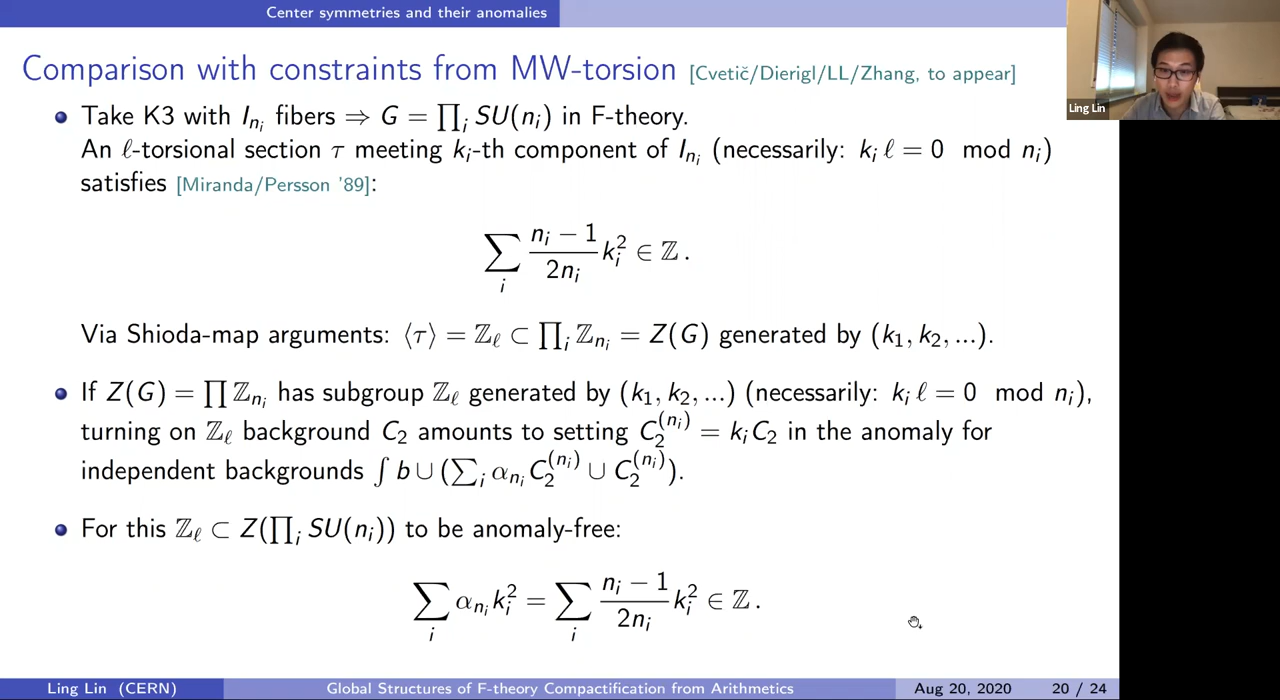 Center symmetries and their anomalies
Comparison with constraints from MW-torsion [Cvetič/Dierigl/LL/Zhang, to appear]
Take K3 with I_{n_i} fibers ⇒ G = ∏_i SU(n_i) in F-theory.
An ℓ-torsional section τ meeting k_i-th component of I_{n_i} (necessarily: k_i ℓ = 0 mod n_i)
satisfies [Miranda/Persson '89]:
∑_i (n_i − 1)/(2n_i) k_i^2 ∈ ℤ .
Via Shioda-map arguments: ⟨τ⟩ = ℤ_ℓ ⊂ ∏_i ℤ_{n_i} = Z(G) generated by (k_1, k_2, ...).
If Z(G) = ∏ ℤ_{n_i} has subgroup ℤ_ℓ generated by (k_1, k_2, ...) (necessarily: k_i ℓ = 0 mod n_i),
turning on ℤ_ℓ background C_2 amounts to setting C_2^{(n_i)} = k_i C_2 in the anomaly for
independent backgrounds ∫ b ∪ (∑_i α_{n_i} C_2^{(n_i)} ∪ C_2^{(n_i)}).
For this ℤ_ℓ ⊂ Z(∏_i SU(n_i)) to be anomaly-free:
∑_i α_{n_i} k_i^2 = ∑_i (n_i − 1)/(2n_i) k_i^2 ∈ ℤ .
Ling Lin (CERN) Global Structures of F-theory Compactification from Arithmetics Aug 20, 2020 20 / 24
Ling Lin